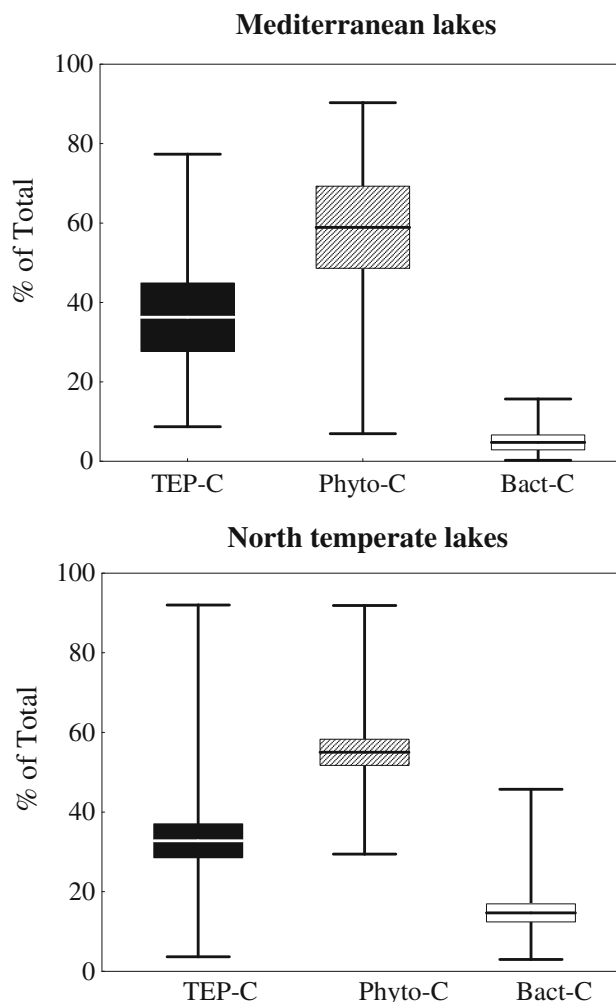 Mediterranean lakes
100
80
60
40
20
0
% of Total
TEP-C Phyto-C Bact-C
North temperate lakes
100
80
60
40
20
0
% of Total
TEP-C Phyto-C Bact-C